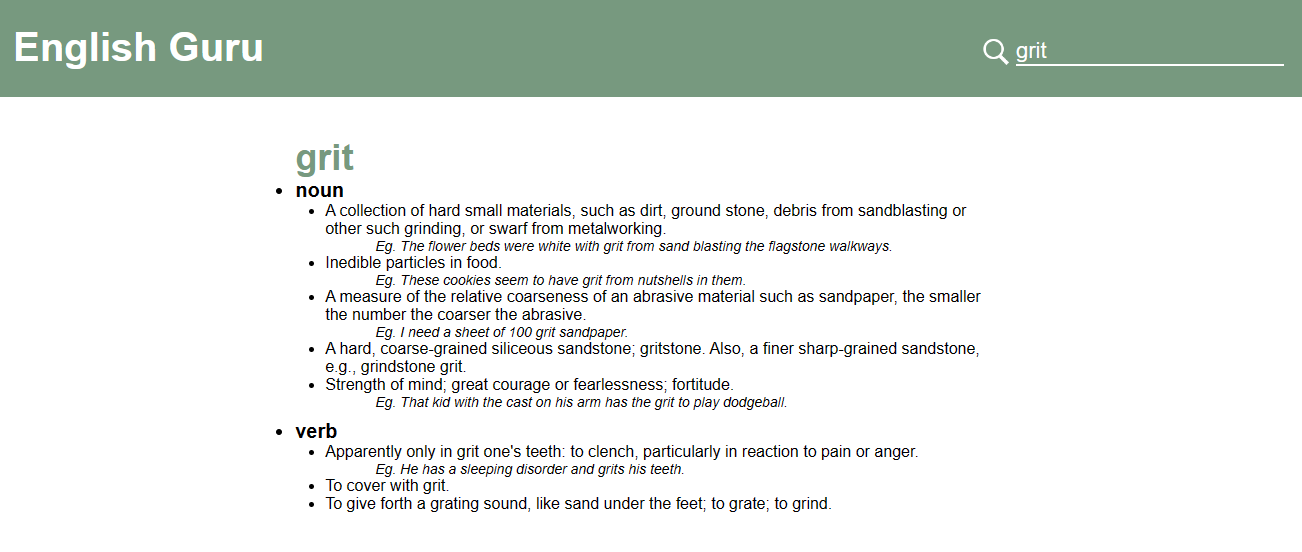 English Guru
grit
grit
noun
A collection of hard small materials, such as dirt, ground stone, debris from sandblasting or
other such grinding, or swarf from metalworking.
Eg. The flower beds were white with grit from sand blasting the flagstone walkways.
Inedible particles in food.
Eg. These cookies seem to have grit from nutshells in them.
A measure of the relative coarseness of an abrasive material such as sandpaper, the smaller
the number the coarser the abrasive.
Eg. I need a sheet of 100 grit sandpaper.
A hard, coarse-grained siliceous sandstone; gritstone. Also, a finer sharp-grained sandstone,
e.g., grindstone grit.
Strength of mind; great courage or fearlessness; fortitude.
Eg. That kid with the cast on his arm has the grit to play dodgeball.
verb
Apparently only in grit one's teeth: to clench, particularly in reaction to pain or anger.
Eg. He has a sleeping disorder and grits his teeth.
To cover with grit.
To give forth a grating sound, like sand under the feet; to grate; to grind.